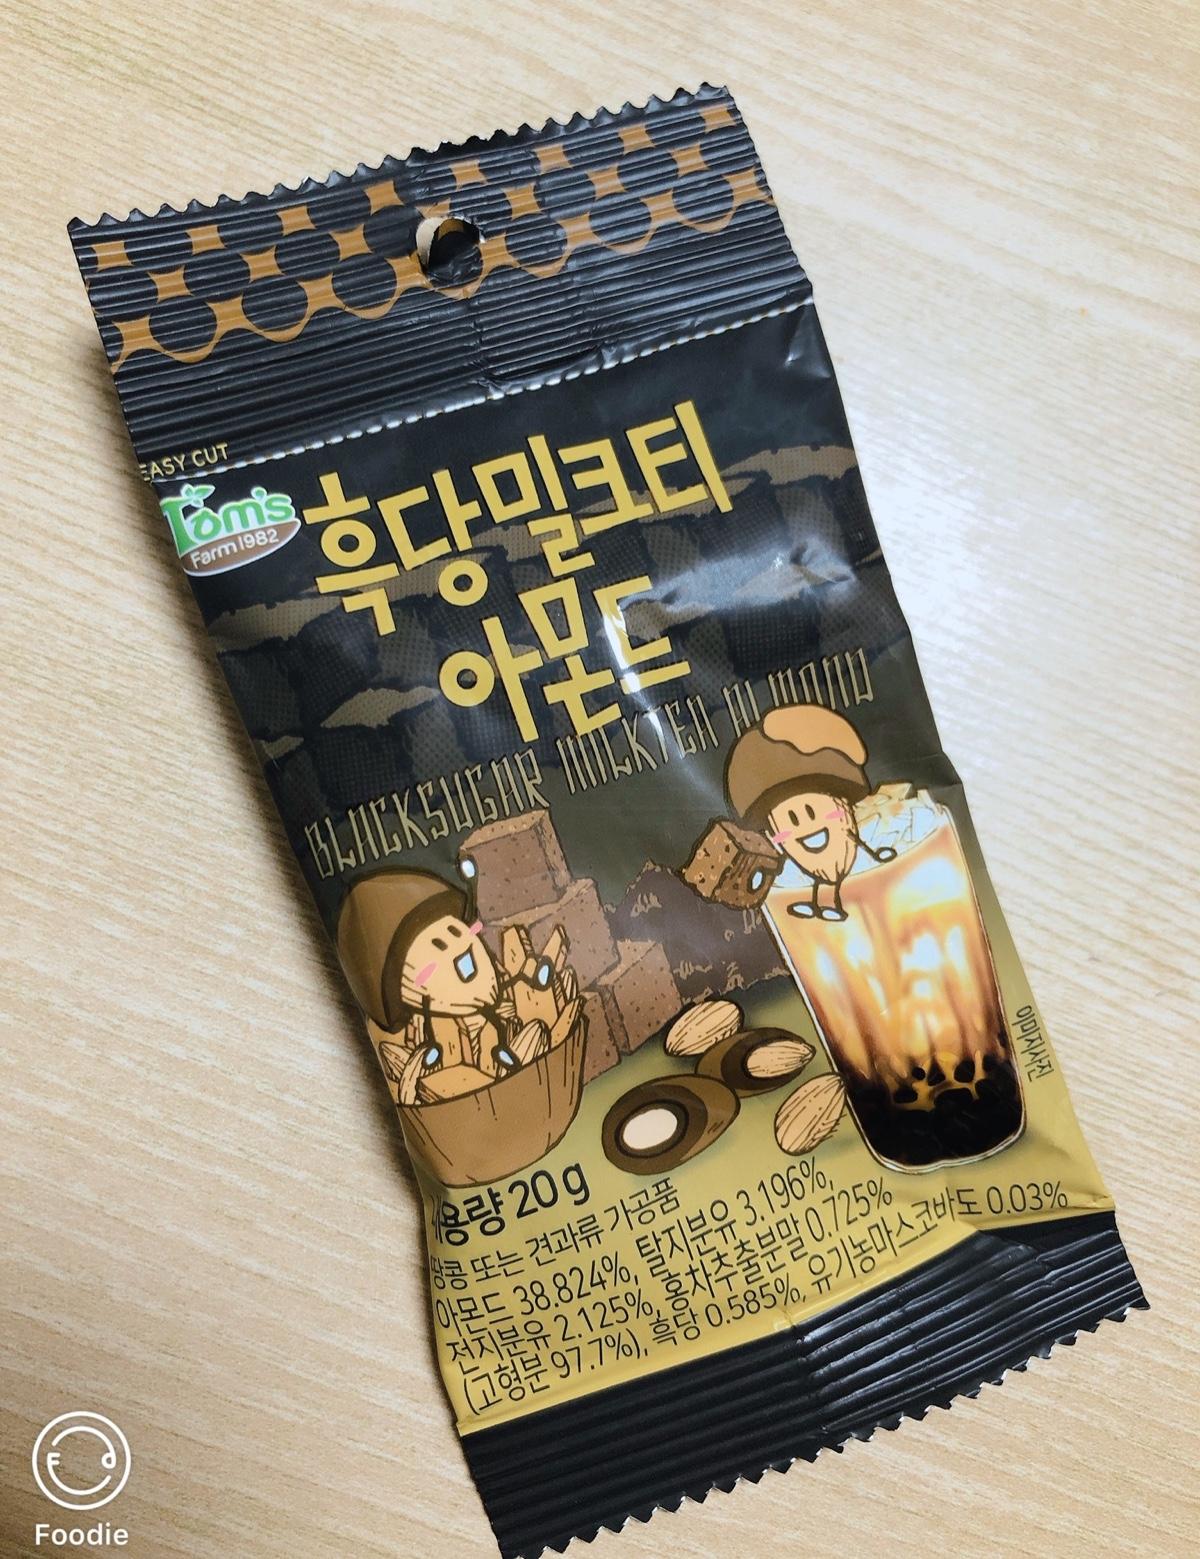 EASY CUT
Tom's
Farm 1982
흑당밀크티
아몬드
BLACKSUGAR MILKTEA ALMOND
이미지사진
내용량 20g
땅콩 또는 견과류 가공품
아몬드 38.824%, 탈지분유 3.196%,
전지분유 2.125%, 홍차추출분말 0.725%
(고형분 97.7%), 흑당 0.585%, 유기농마스코바도 0.03%
Foodie